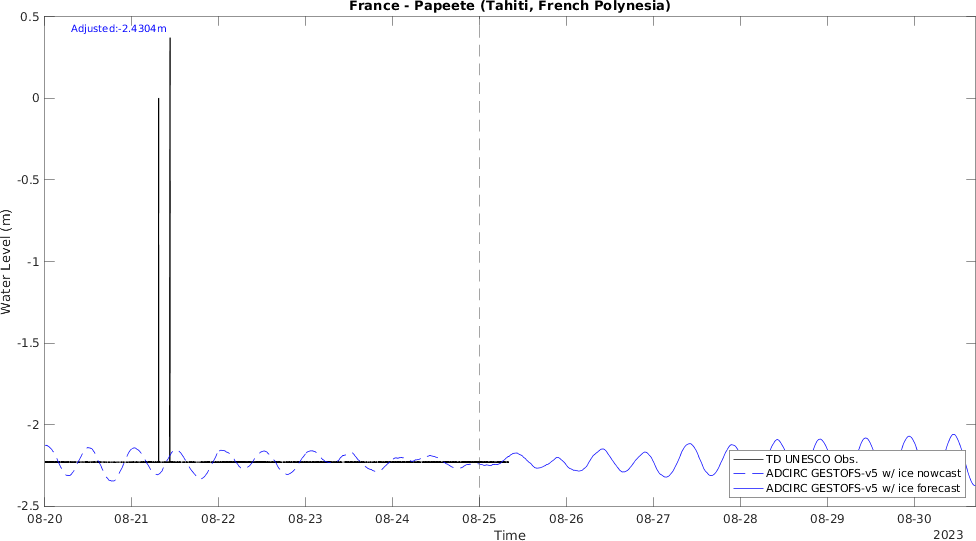 France - Papeete (Tahiti, French Polynesia)
Adjusted:-2.4304m
0.5
0
-0.5
-1
-1.5
-2
-2.5
Water Level (m)
TD UNESCO Obs.
ADCIRC GESTOFS-v5 w/ ice nowcast
ADCIRC GESTOFS-v5 w/ ice forecast
08-20 08-21 08-22 08-23 08-24 08-25 08-26 08-27 08-28 08-29 08-30
Time
2023